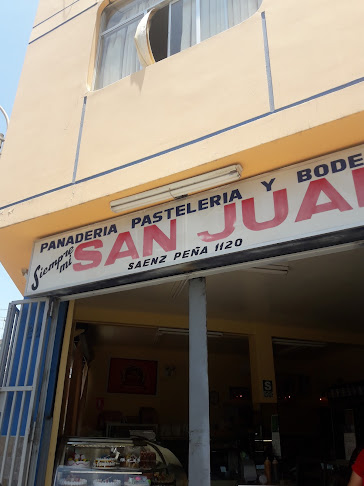 PANADERIA PASTELERIA Y BODE
Siempre mi SAN JUA
SAENZ PEÑA 1120
S